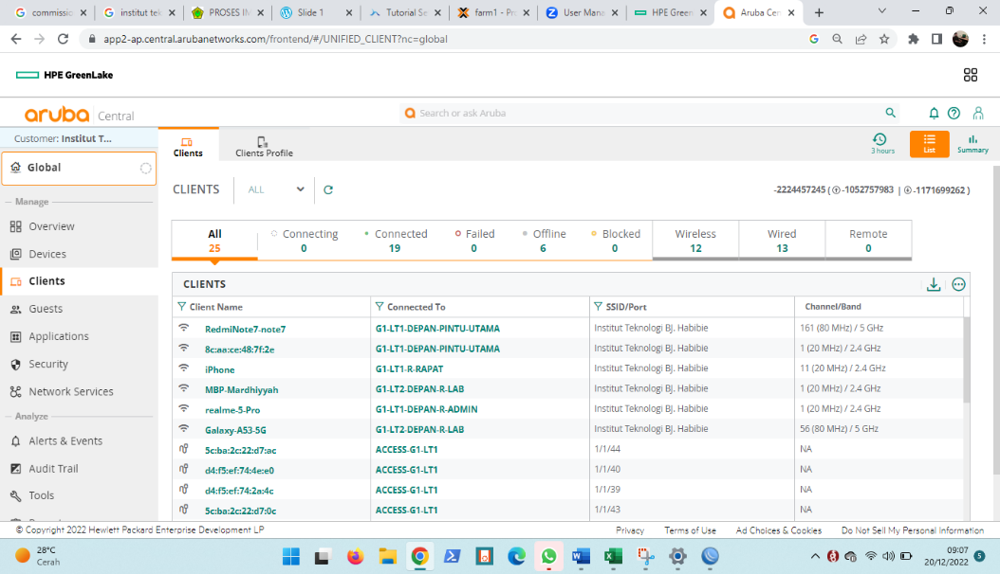 commissio
institut tek
PROSES IN
Slide 1
Tutorial Se
farm1 - Pro
User Manu
HPE Green
Aruba Cen
app2-ap.central.arubanetworks.com/frontend/#/UNIFIED_CLIENT?nc=global
HPE GreenLake
aruba Central
Search or ask Aruba
Customer: Institut T...
Global
Manage
Overview
Devices
Clients
Guests
Applications
Security
Network Services
Analyze
Alerts & Events
Audit Trail
Tools
Clients
Clients Profile
3 hours
List
Summary
CLIENTS
ALL
-2224457245 ( -1052757983 | -1171699262 )
All Connecting Connected Failed Offline Blocked Wireless Wired Remote
25 0 19 0 6 0 12 13 0
CLIENTS
Client Name Connected To SSID/Port Channel/Band
RedmiNote7-note7 G1-LT1-DEPAN-PINTU-UTAMA Institut Teknologi BJ. Habibie 161 (80 MHz) / 5 GHz
8c:aa:ce:48:7f:2e G1-LT1-DEPAN-PINTU-UTAMA Institut Teknologi BJ. Habibie 1 (20 MHz) / 2.4 GHz
iPhone G1-LT1-R-RAPAT Institut Teknologi BJ. Habibie 11 (20 MHz) / 2.4 GHz
MBP-Mardhiyyah G1-LT2-DEPAN-R-LAB Institut Teknologi BJ. Habibie 1 (20 MHz) / 2.4 GHz
realme-5-Pro G1-LT1-DEPAN-R-ADMIN Institut Teknologi BJ. Habibie 1 (20 MHz) / 2.4 GHz
Galaxy-A53-5G G1-LT2-DEPAN-R-LAB Institut Teknologi BJ. Habibie 56 (80 MHz) / 5 GHz
5c:ba:2c:22:d7:ac ACCESS-G1-LT1 1/1/44 NA
d4:f5:ef:74:4e:e0 ACCESS-G1-LT1 1/1/40 NA
d4:f5:ef:74:2a:4c ACCESS-G1-LT1 1/1/39 NA
5c:ba:2c:22:d7:0c ACCESS-G1-LT1 1/1/43 NA
© Copyright 2022 Hewlett Packard Enterprise Development LP
Privacy Terms of Use Ad Choices & Cookies Do Not Sell My Personal Information
28°C
Cerah
09:07
20/12/2022
5